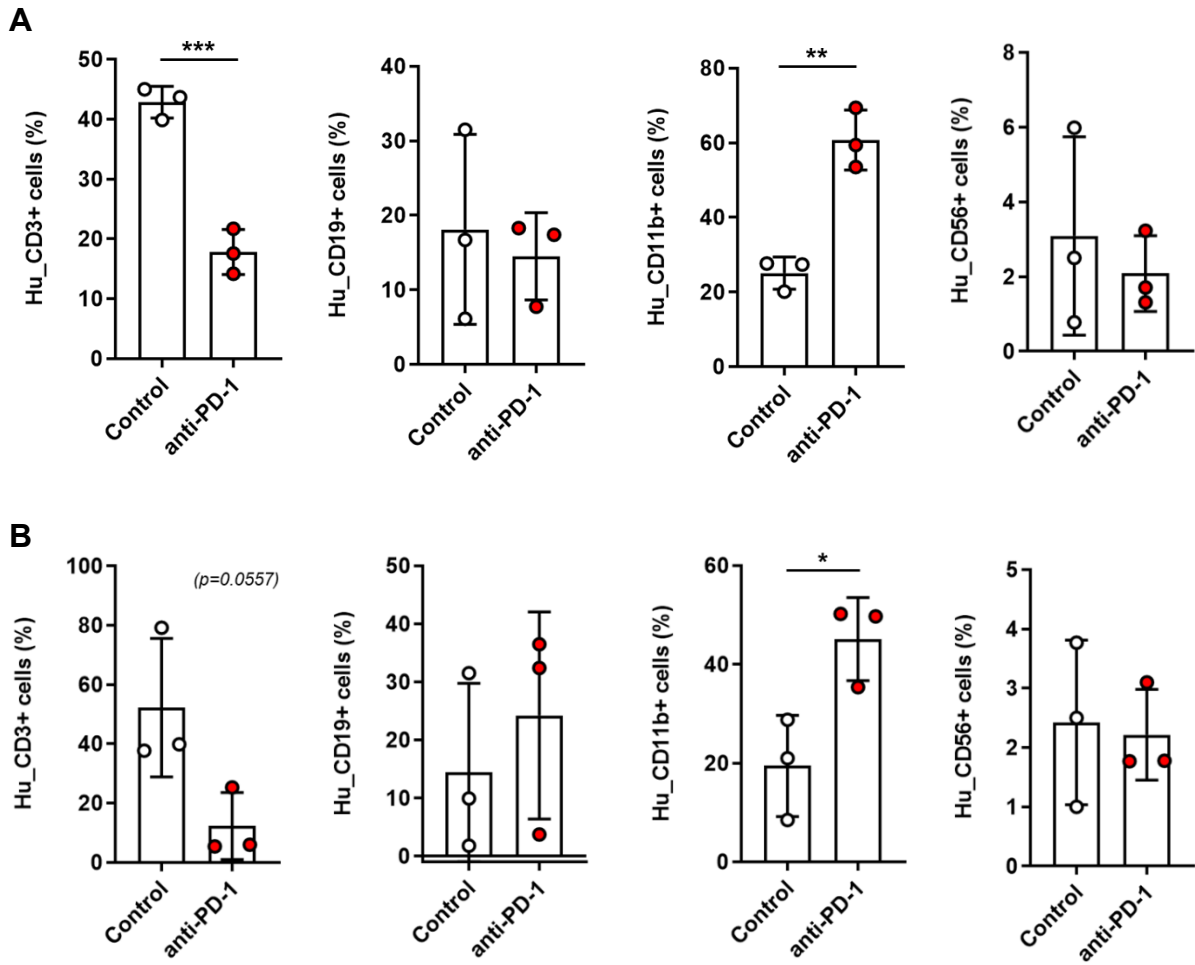 A
Hu_CD3+ cells (%)
50
40
30
20
10
0
***
Control
anti-PD-1
Hu_CD19+ cells (%)
40
30
20
10
0
Control
anti-PD-1
Hu_CD11b+ cells (%)
80
60
40
20
0
**
Control
anti-PD-1
Hu_CD56+ cells (%)
8
6
4
2
0
Control
anti-PD-1
B
Hu_CD3+ cells (%)
100
80
60
40
20
0
(p=0.0557)
Control
anti-PD-1
Hu_CD19+ cells (%)
50
40
30
20
10
0
Control
anti-PD-1
Hu_CD11b+ cells (%)
60
40
20
0
*
Control
anti-PD-1
Hu_CD56+ cells (%)
5
4
3
2
1
0
Control
anti-PD-1